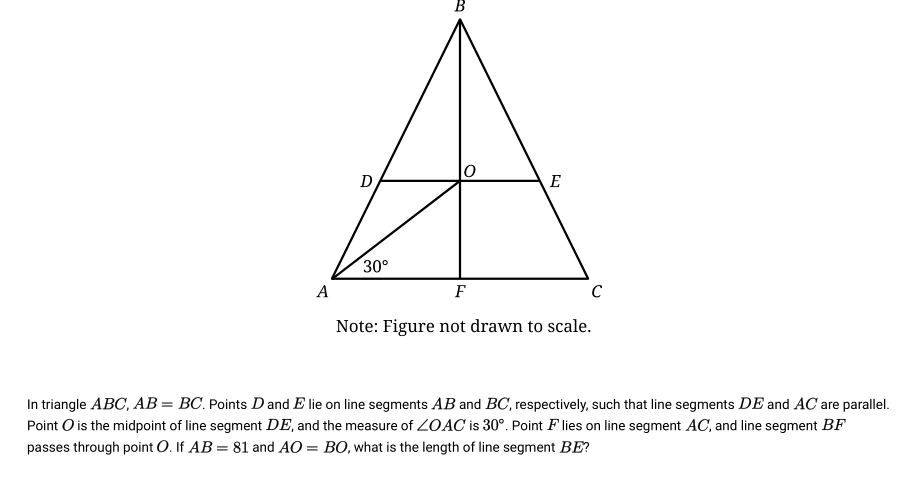 B
D
O
E
30°
A
F
C
Note: Figure not drawn to scale.
In triangle ABC, AB = BC. Points D and E lie on line segments AB and BC, respectively, such that line segments DE and AC are parallel.
Point O is the midpoint of line segment DE, and the measure of ∠OAC is 30°. Point F lies on line segment AC, and line segment BF
passes through point O. If AB = 81 and AO = BO, what is the length of line segment BE?